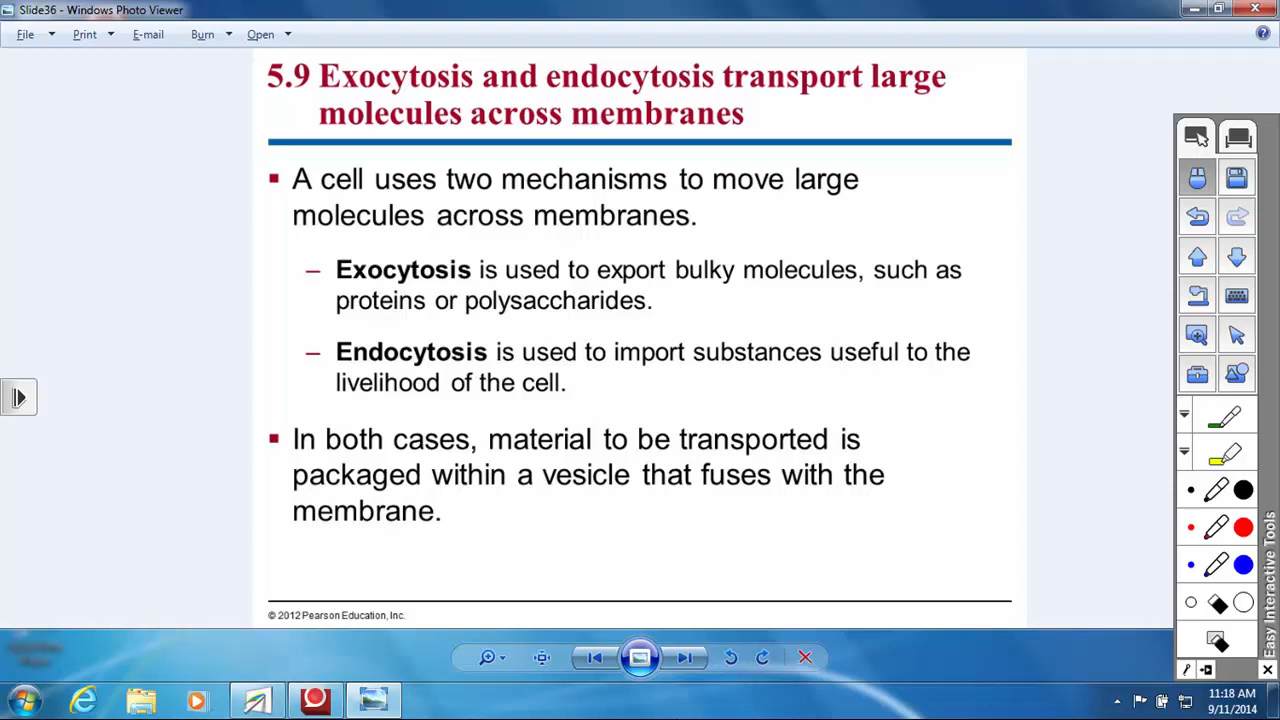 Slide36 - Windows Photo Viewer
File Print E-mail Burn Open
5.9 Exocytosis and endocytosis transport large
molecules across membranes
▪ A cell uses two mechanisms to move large
molecules across membranes.
– Exocytosis is used to export bulky molecules, such as
proteins or polysaccharides.
– Endocytosis is used to import substances useful to the
livelihood of the cell.
▪ In both cases, material to be transported is
packaged within a vesicle that fuses with the
membrane.
© 2012 Pearson Education, Inc.
Easy Interactive Tools
11:18 AM
9/11/2014